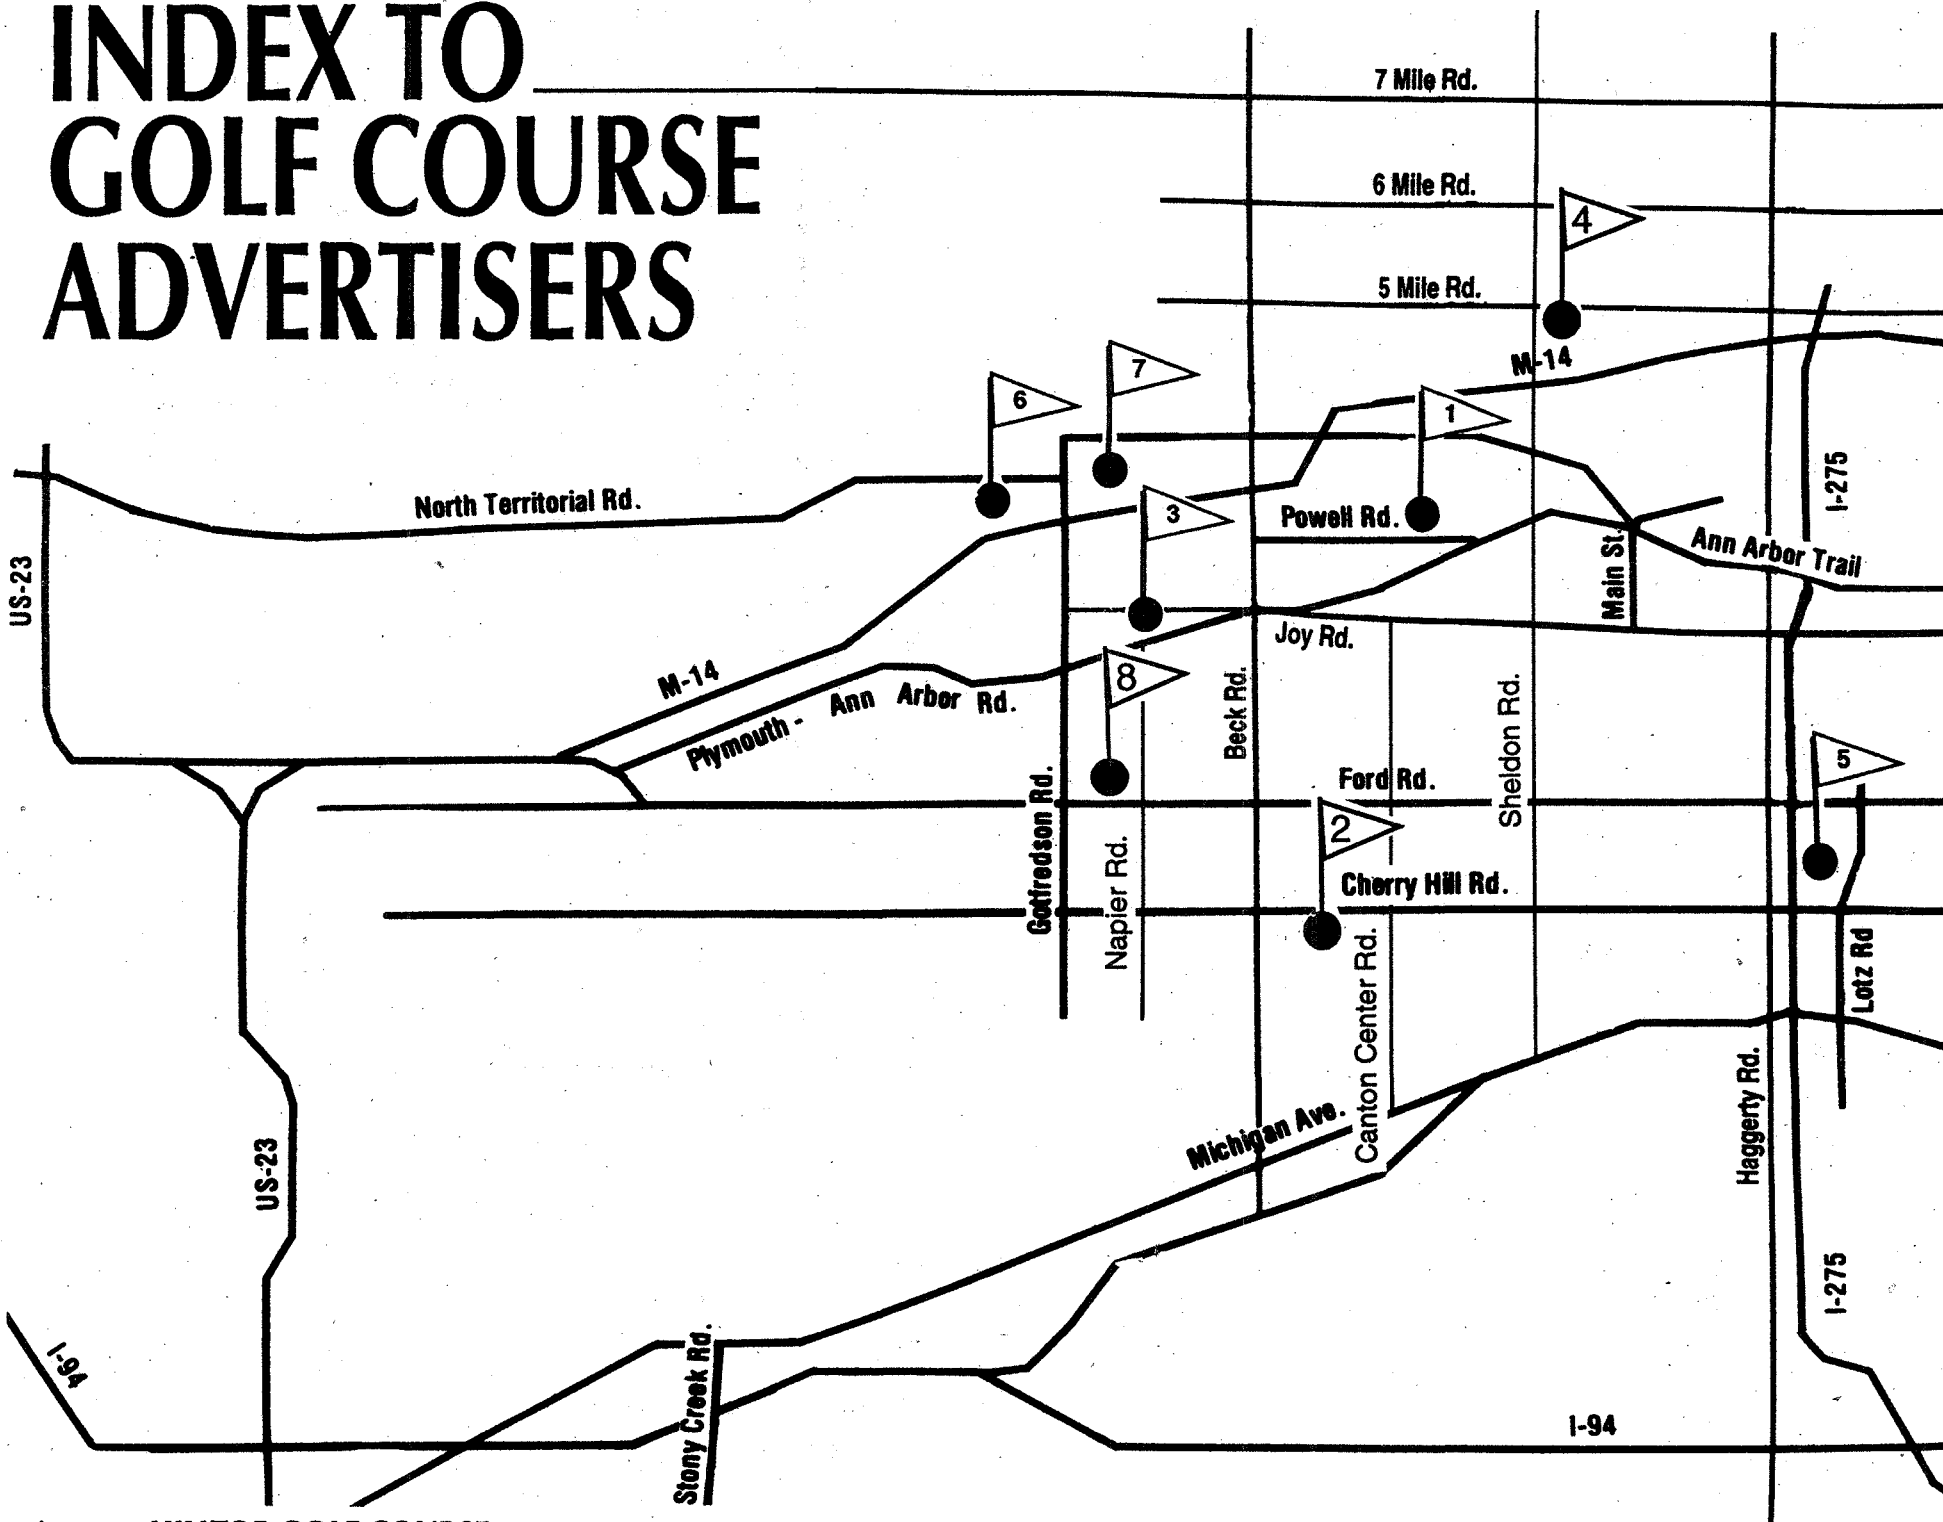 INDEX TO
GOLF COURSE
ADVERTISERS
7 Mile Rd.
6 Mile Rd.
4
5 Mile Rd.
M-14
7
6
1
I-275
North Territorial Rd.
3
Powell Rd.
Main St.
Ann Arbor Trail
US-23
Joy Rd.
M-14
8
Plymouth - Ann Arbor Rd.
Beck Rd.
Sheldon Rd.
5
Ford Rd.
Gotfredson Rd.
Napier Rd.
2
Cherry Hill Rd.
Canton Center Rd.
Lotz Rd
Haggerty Rd.
Michigan Ave.
US-23
I-275
I-94
Stony Creek Rd.
I-94